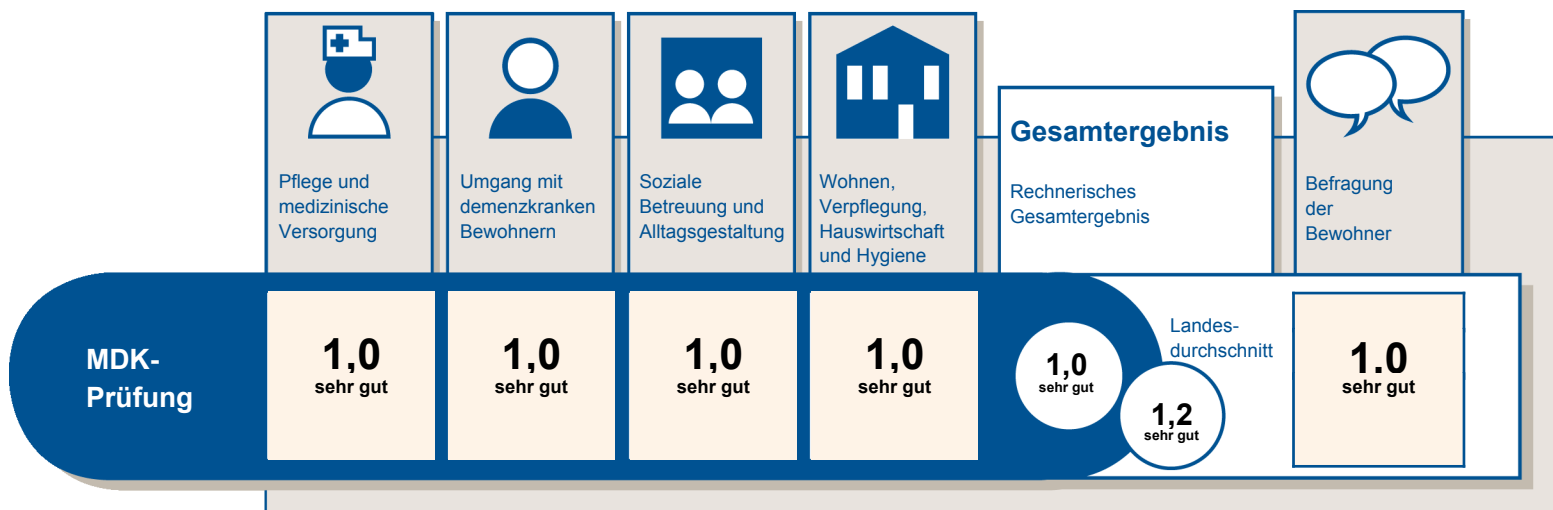 Pflege und
medizinische
Versorgung
Umgang mit
demenzkranken
Bewohnern
Soziale
Betreuung und
Alltagsgestaltung
Wohnen,
Verpflegung,
Hauswirtschaft
und Hygiene
Gesamtergebnis
Rechnerisches
Gesamtergebnis
Befragung
der
Bewohner
MDK-
Prüfung
1,0
sehr gut
1,0
sehr gut
1,0
sehr gut
1,0
sehr gut
1,0
sehr gut
Landes-
durchschnitt
1,2
sehr gut
1.0
sehr gut